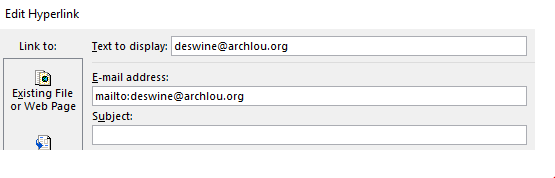 Edit Hyperlink
Link to:
Text to display: deswine@archlou.org
Existing File
or Web Page
E-mail address:
mailto:deswine@archlou.org
Subject: